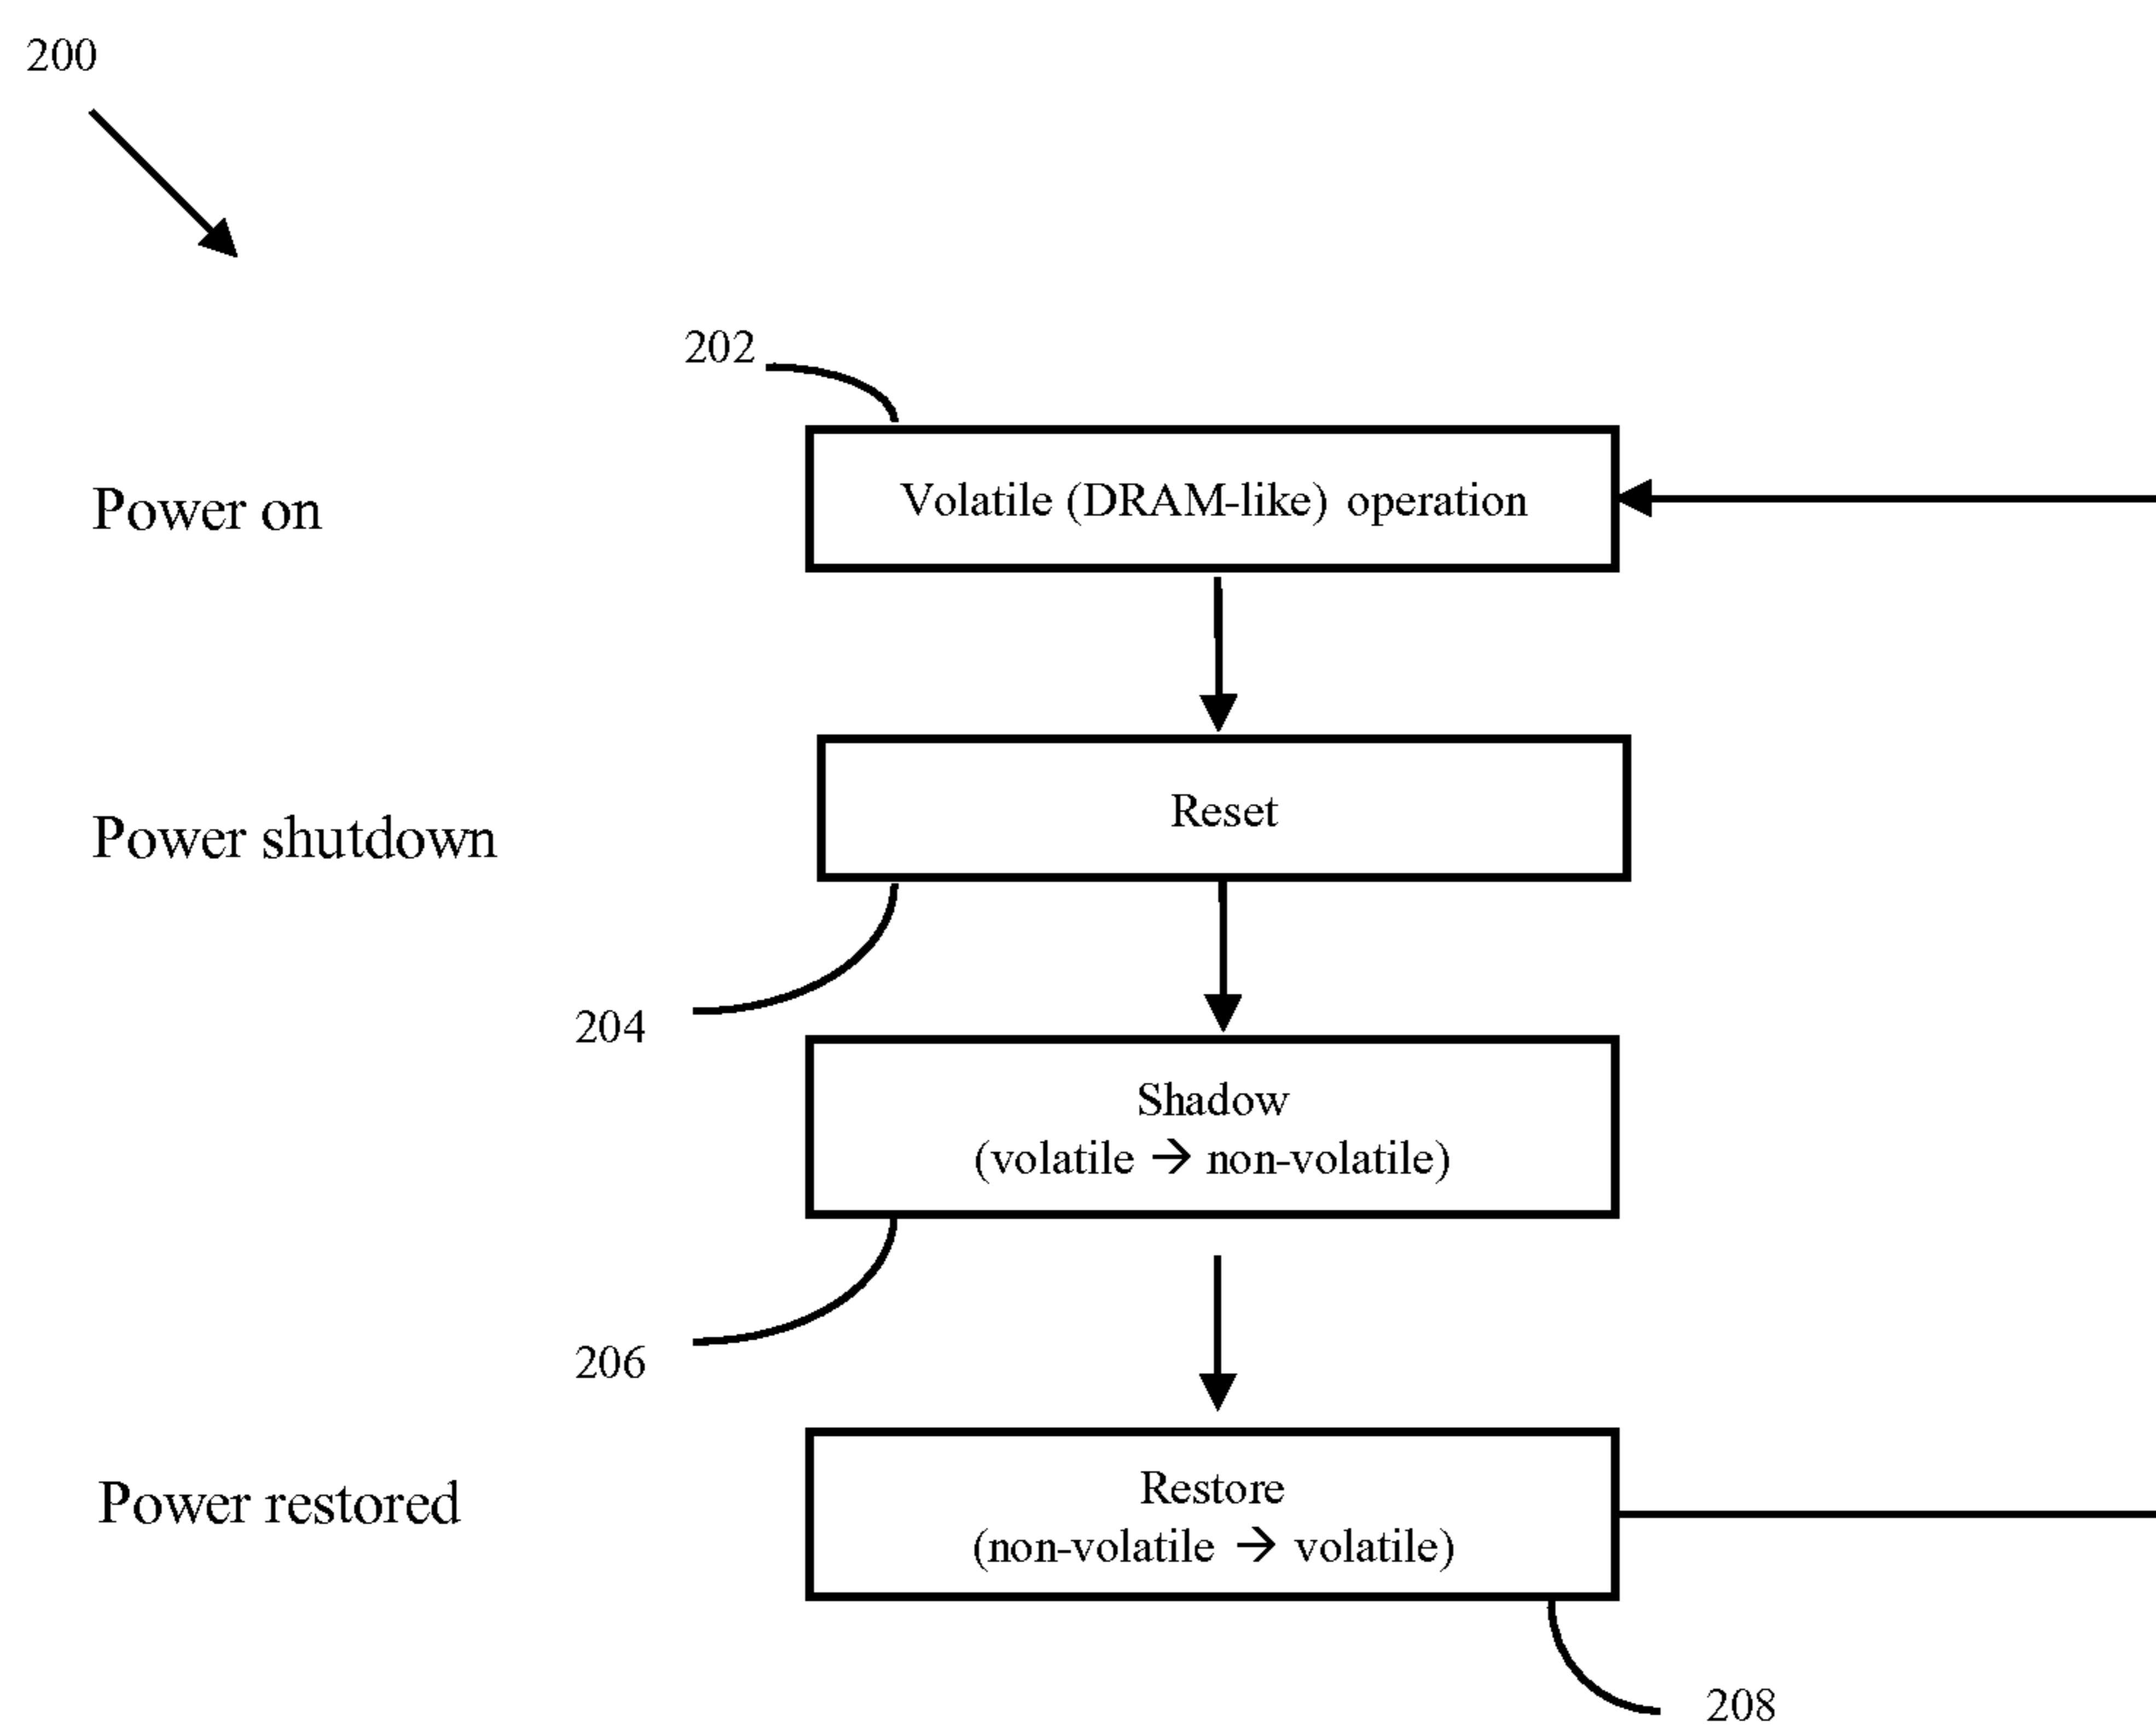 200
202
Power on
Volatile (DRAM-like) operation
Power shutdown
Reset
204
Shadow
(volatile → non-volatile)
206
Power restored
Restore
(non-volatile → volatile)
208